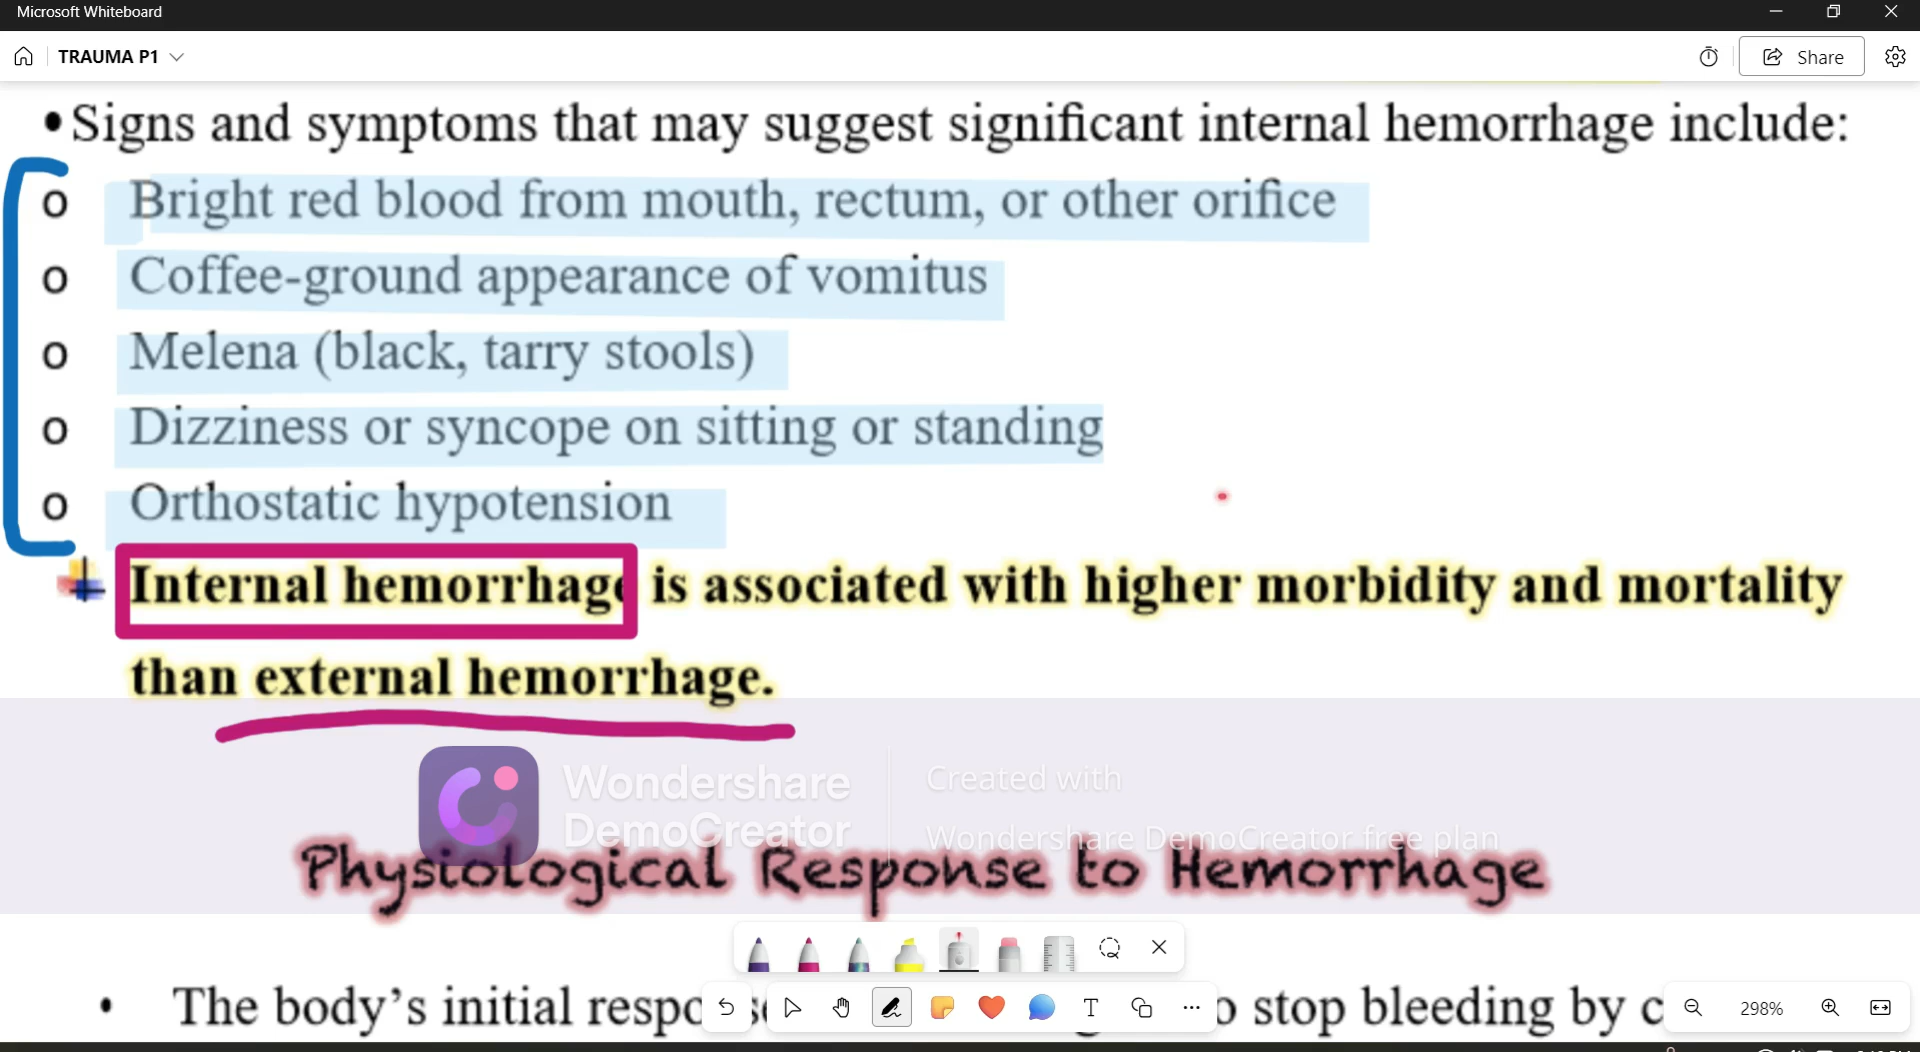 Microsoft Whiteboard
TRAUMA P1
Share
•Signs and symptoms that may suggest significant internal hemorrhage include:
o Bright red blood from mouth, rectum, or other orifice
o Coffee-ground appearance of vomitus
o Melena (black, tarry stools)
o Dizziness or syncope on sitting or standing
o Orthostatic hypotension
Internal hemorrhage is associated with higher morbidity and mortality
than external hemorrhage.
Wondershare
DemoCreator
Created with
Wondershare DemoCreator free plan
Physiological Response to Hemorrhage
• The body's initial respo o stop bleeding by c
298%